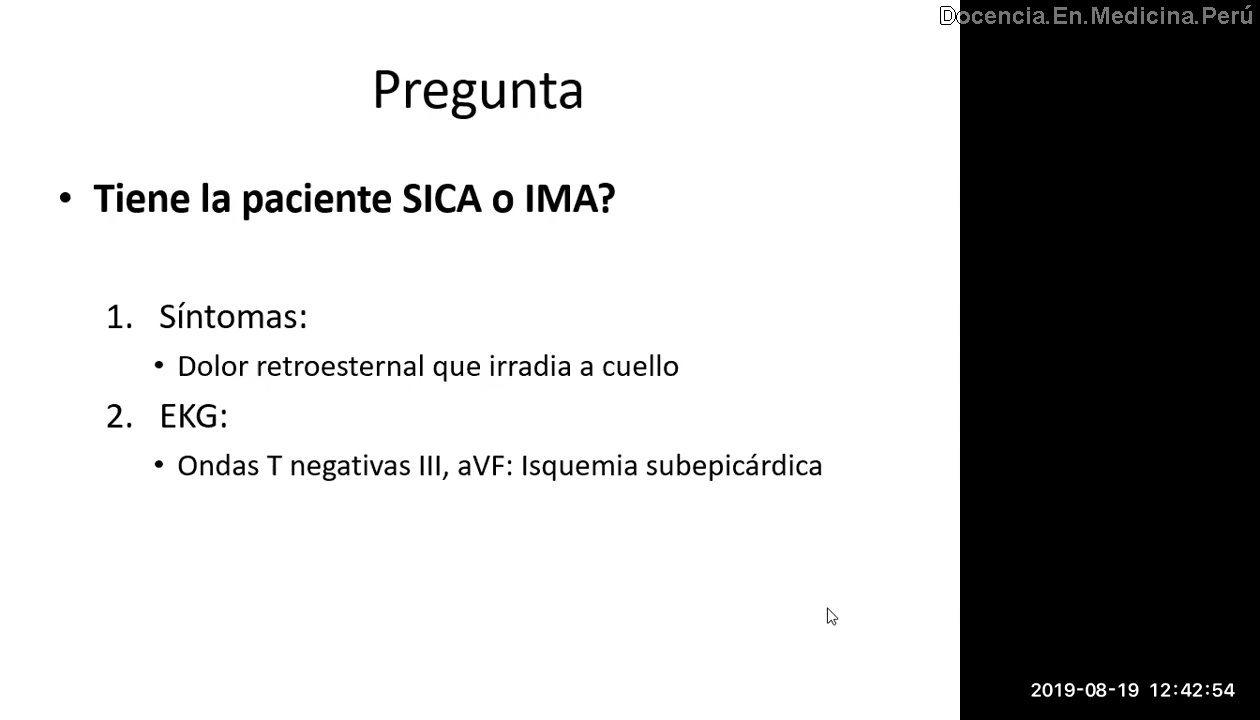 Docencia.En.Medicina.Perú
Pregunta
• Tiene la paciente SICA o IMA?
1. Síntomas:
• Dolor retroesternal que irradia a cuello
2. EKG:
• Ondas T negativas III, aVF: Isquemia subepicárdica
2019-08-19 12:42:54